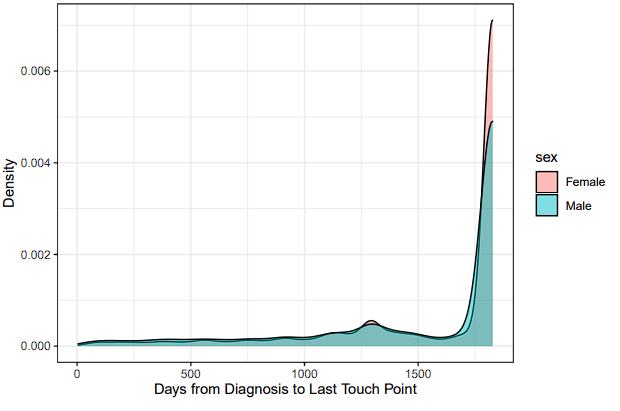 0.006
0.004
0.002
0.000
Density
0 500 1000 1500
Days from Diagnosis to Last Touch Point
sex
Female
Male